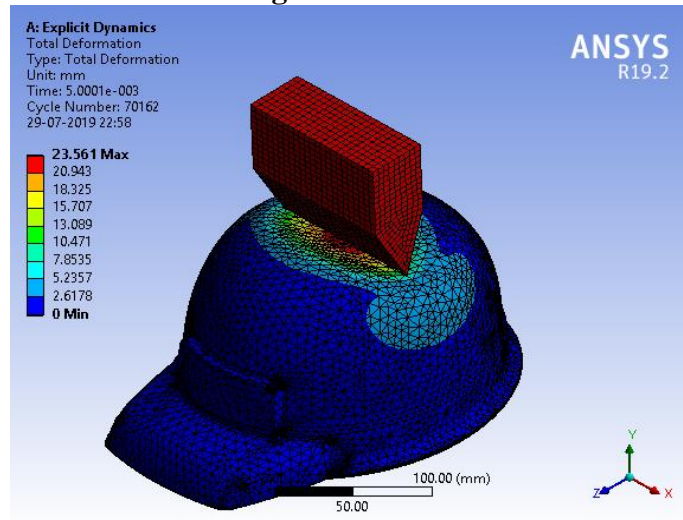 A: Explicit Dynamics
Total Deformation
Type: Total Deformation
Unit: mm
Time: 5.0001e-003
Cycle Number: 70162
29-07-2019 22:58
ANSYS
R19.2
23.561 Max
20.943
18.325
15.707
13.089
10.471
7.8535
5.2357
2.6178
0 Min
100.00 (mm)
50.00
Y
Z
X